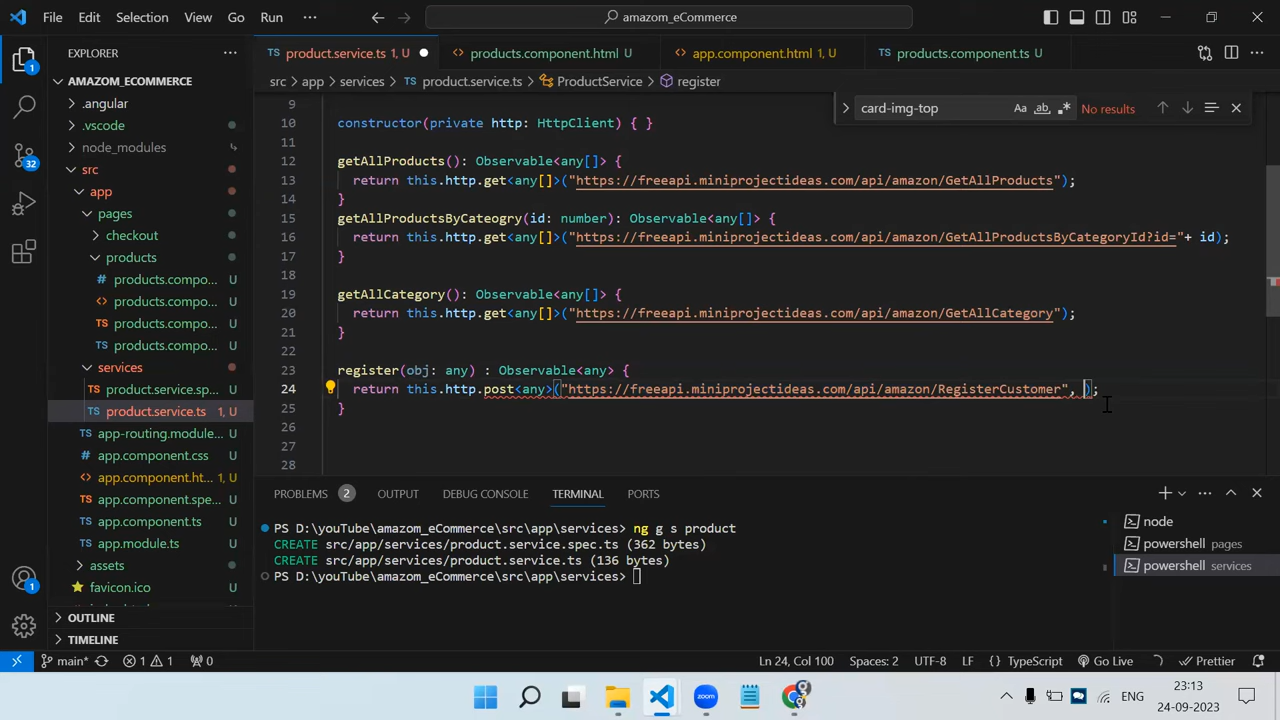 File Edit Selection View Go Run ··· amazom_eCommerce
EXPLORER ···
AMAZOM_ECOMMERCE
.angular
.vscode
node_modules
src
app
pages
checkout
products
products.compo... U
products.compo... U
products.compo... U
products.compo... U
services
product.service.sp... U
product.service.ts 1, U
app-routing.module... U
app.component.css U
app.component.ht... 1, U
app.component.spe... U
app.component.ts U
app.module.ts U
assets
favicon.ico U
OUTLINE
TIMELINE
TS product.service.ts 1, U products.component.html U app.component.html 1, U TS products.component.ts U
src > app > services > TS product.service.ts > ProductService > register
card-img-top Aa ab .* No results
9
10 constructor(private http: HttpClient) { }
11
12 getAllProducts(): Observable<any[]> {
13 return this.http.get<any[]>("https://freeapi.miniprojectideas.com/api/amazon/GetAllProducts");
14 }
15 getAllProductsByCateogry(id: number): Observable<any[]> {
16 return this.http.get<any[]>("https://freeapi.miniprojectideas.com/api/amazon/GetAllProductsByCategoryId?id="+ id);
17 }
18
19 getAllCategory(): Observable<any[]> {
20 return this.http.get<any[]>("https://freeapi.miniprojectideas.com/api/amazon/GetAllCategory");
21 }
22
23 register(obj: any) : Observable<any> {
24 return this.http.post<any>("https://freeapi.miniprojectideas.com/api/amazon/RegisterCustomer", );
25 }
26
27
28
PROBLEMS 2 OUTPUT DEBUG CONSOLE TERMINAL PORTS
PS D:\youTube\amazom_eCommerce\src\app\services> ng g s product
CREATE src/app/services/product.service.spec.ts (362 bytes)
CREATE src/app/services/product.service.ts (136 bytes)
PS D:\youTube\amazom_eCommerce\src\app\services>
node
powershell pages
powershell services
main* 1 1 0 Ln 24, Col 100 Spaces: 2 UTF-8 LF {} TypeScript Go Live Prettier
ENG 23:13
24-09-2023